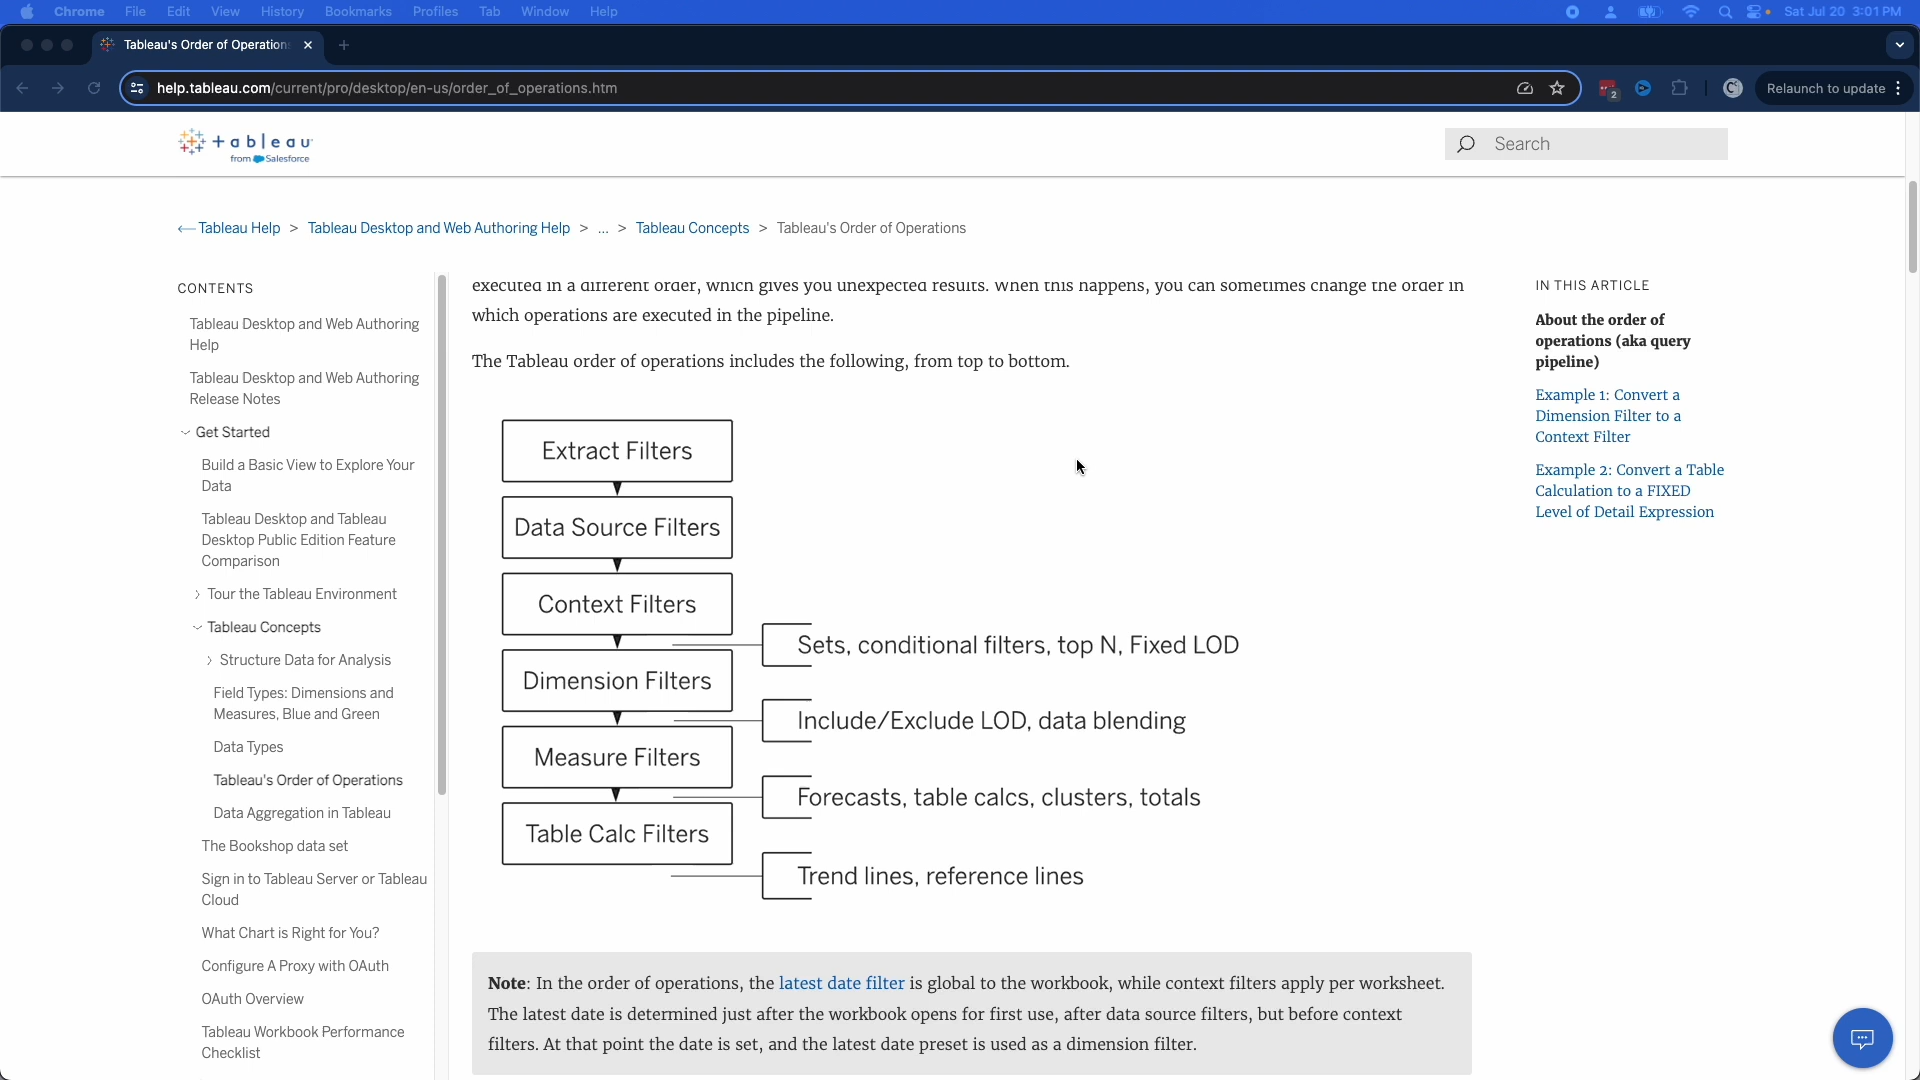 Chrome File Edit View History Bookmarks Profiles Tab Window Help
Sat Jul 20 3:01 PM
Tableau's Order of Operation
help.tableau.com/current/pro/desktop/en-us/order_of_operations.htm
2
Relaunch to update
+ a b l e a u
from Salesforce
Search
Tableau Help > Tableau Desktop and Web Authoring Help > ... > Tableau Concepts > Tableau's Order of Operations
CONTENTS
Tableau Desktop and Web Authoring
Help
Tableau Desktop and Web Authoring
Release Notes
Get Started
Build a Basic View to Explore Your
Data
Tableau Desktop and Tableau
Desktop Public Edition Feature
Comparison
Tour the Tableau Environment
Tableau Concepts
Structure Data for Analysis
Field Types: Dimensions and
Measures, Blue and Green
Data Types
Tableau's Order of Operations
Data Aggregation in Tableau
The Bookshop data set
Sign in to Tableau Server or Tableau
Cloud
What Chart is Right for You?
Configure A Proxy with OAuth
OAuth Overview
Tableau Workbook Performance
Checklist
executed in a different order, which gives you unexpected results. When this happens, you can sometimes change the order in
which operations are executed in the pipeline.
The Tableau order of operations includes the following, from top to bottom.
Extract Filters
Data Source Filters
Context Filters
Sets, conditional filters, top N, Fixed LOD
Dimension Filters
Include/Exclude LOD, data blending
Measure Filters
Forecasts, table calcs, clusters, totals
Table Calc Filters
Trend lines, reference lines
Note: In the order of operations, the latest date filter is global to the workbook, while context filters apply per worksheet.
The latest date is determined just after the workbook opens for first use, after data source filters, but before context
filters. At that point the date is set, and the latest date preset is used as a dimension filter.
IN THIS ARTICLE
About the order of
operations (aka query
pipeline)
Example 1: Convert a
Dimension Filter to a
Context Filter
Example 2: Convert a Table
Calculation to a FIXED
Level of Detail Expression